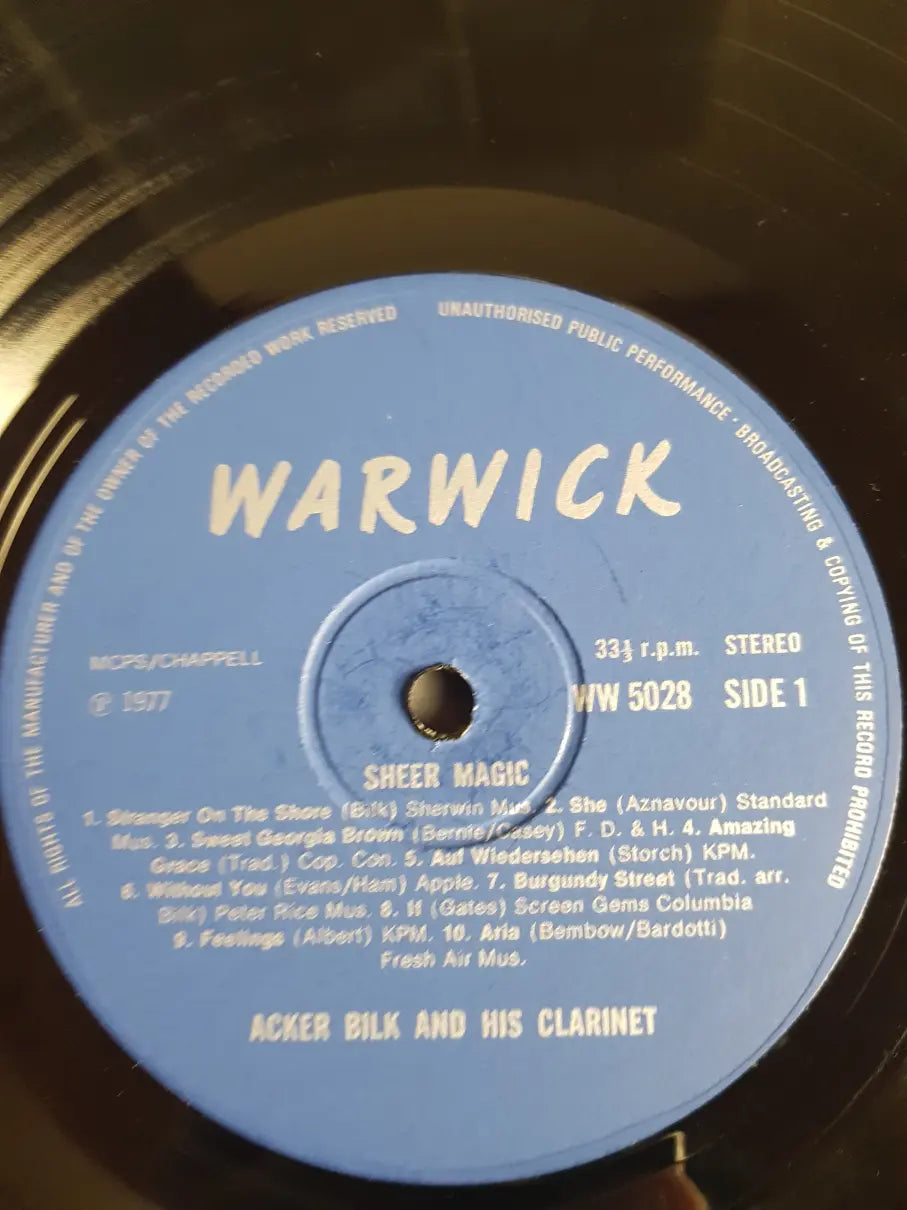 ALL RIGHTS OF THE MANUFACTURER AND OF THE OWNER OF THE RECORDED WORK RESERVED
UNAUTHORISED PUBLIC PERFORMANCE · BROADCASTING & COPYING OF THIS RECORD PROHIBITED
WARWICK
MCPS/CHAPPELL
33⅓ r.p.m. STEREO
℗ 1977
WW 5028 SIDE 1
SHEER MAGIC
1. Stranger On The Shore (Bilk) Sherwin Mus. 2. She (Aznavour) Standard
Mus. 3. Sweet Georgia Brown (Bernie/Casey) F. D. & H. 4. Amazing
Grace (Trad.) Cop. Con. 5. Auf Wiedersehen (Storch) KPM.
6. Without You (Evans/Ham) Apple. 7. Burgundy Street (Trad. arr.
Bilk) Peter Rice Mus. 8. If (Gates) Screen Gems Columbia
9. Feelings (Albert) KPM. 10. Aria (Bembow/Bardotti)
Fresh Air Mus.
ACKER BILK AND HIS CLARINET